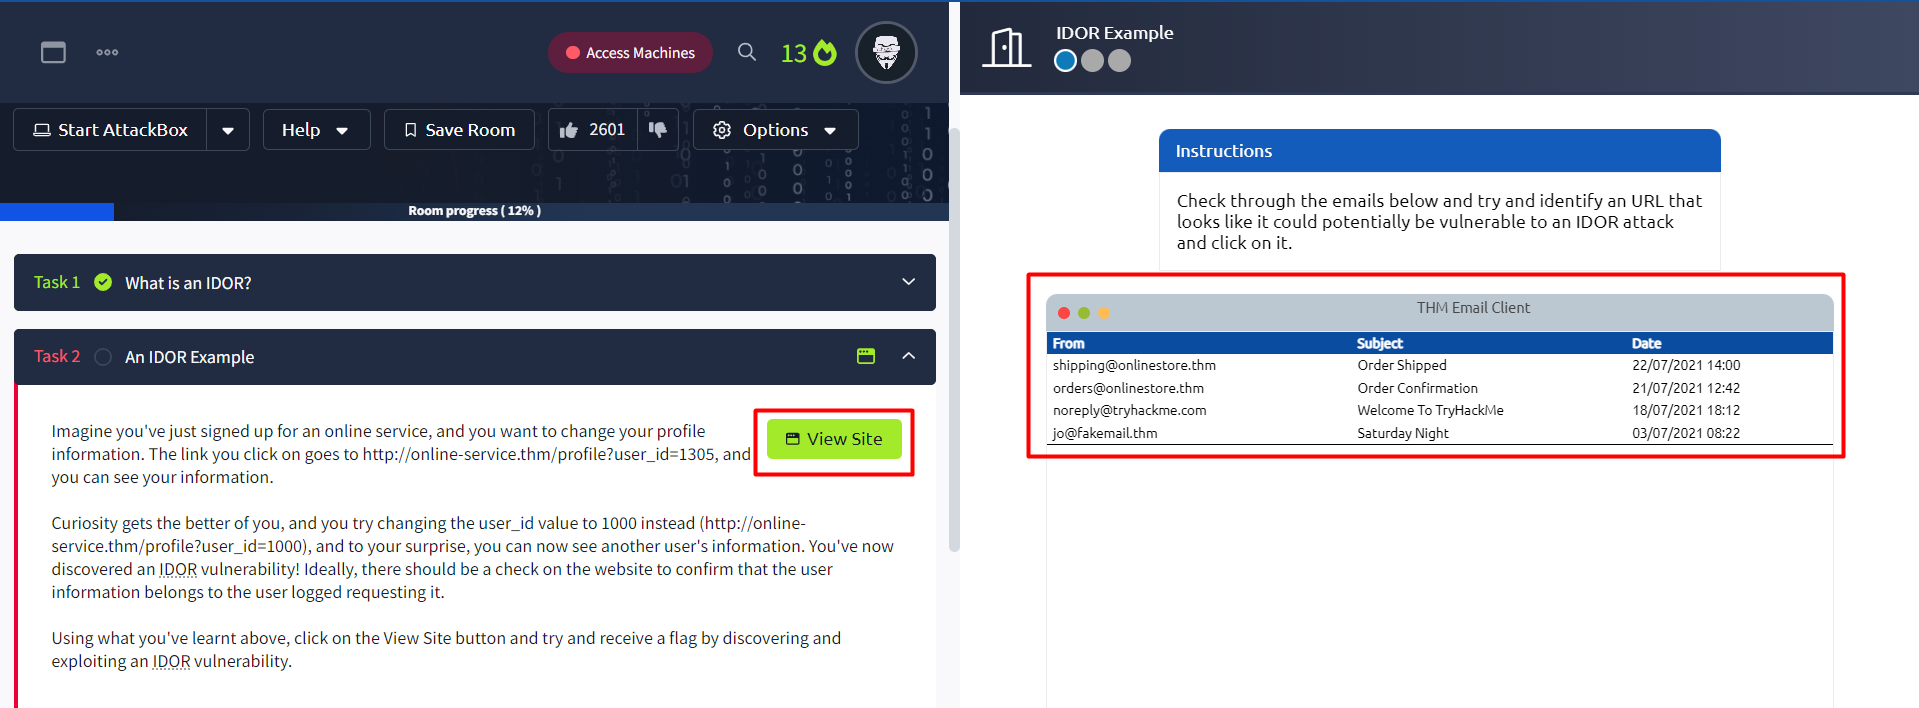 Access Machines
13
Start AttackBox
Help
Save Room
2601
Options
Room progress ( 12% )
Task 1
What is an IDOR?
Task 2
An IDOR Example
View Site
Imagine you've just signed up for an online service, and you want to change your profile
information. The link you click on goes to http://online-service.thm/profile?user_id=1305, and
you can see your information.
Curiosity gets the better of you, and you try changing the user_id value to 1000 instead (http://online-
service.thm/profile?user_id=1000), and to your surprise, you can now see another user's information. You've now
discovered an IDOR vulnerability! Ideally, there should be a check on the website to confirm that the user
information belongs to the user logged requesting it.
Using what you've learnt above, click on the View Site button and try and receive a flag by discovering and
exploiting an IDOR vulnerability.
IDOR Example
Instructions
Check through the emails below and try and identify an URL that
looks like it could potentially be vulnerable to an IDOR attack
and click on it.
THM Email Client
From Subject Date
shipping@onlinestore.thm Order Shipped 22/07/2021 14:00
orders@onlinestore.thm Order Confirmation 21/07/2021 12:42
noreply@tryhackme.com Welcome To TryHackMe 18/07/2021 18:12
jo@fakemail.thm Saturday Night 03/07/2021 08:22